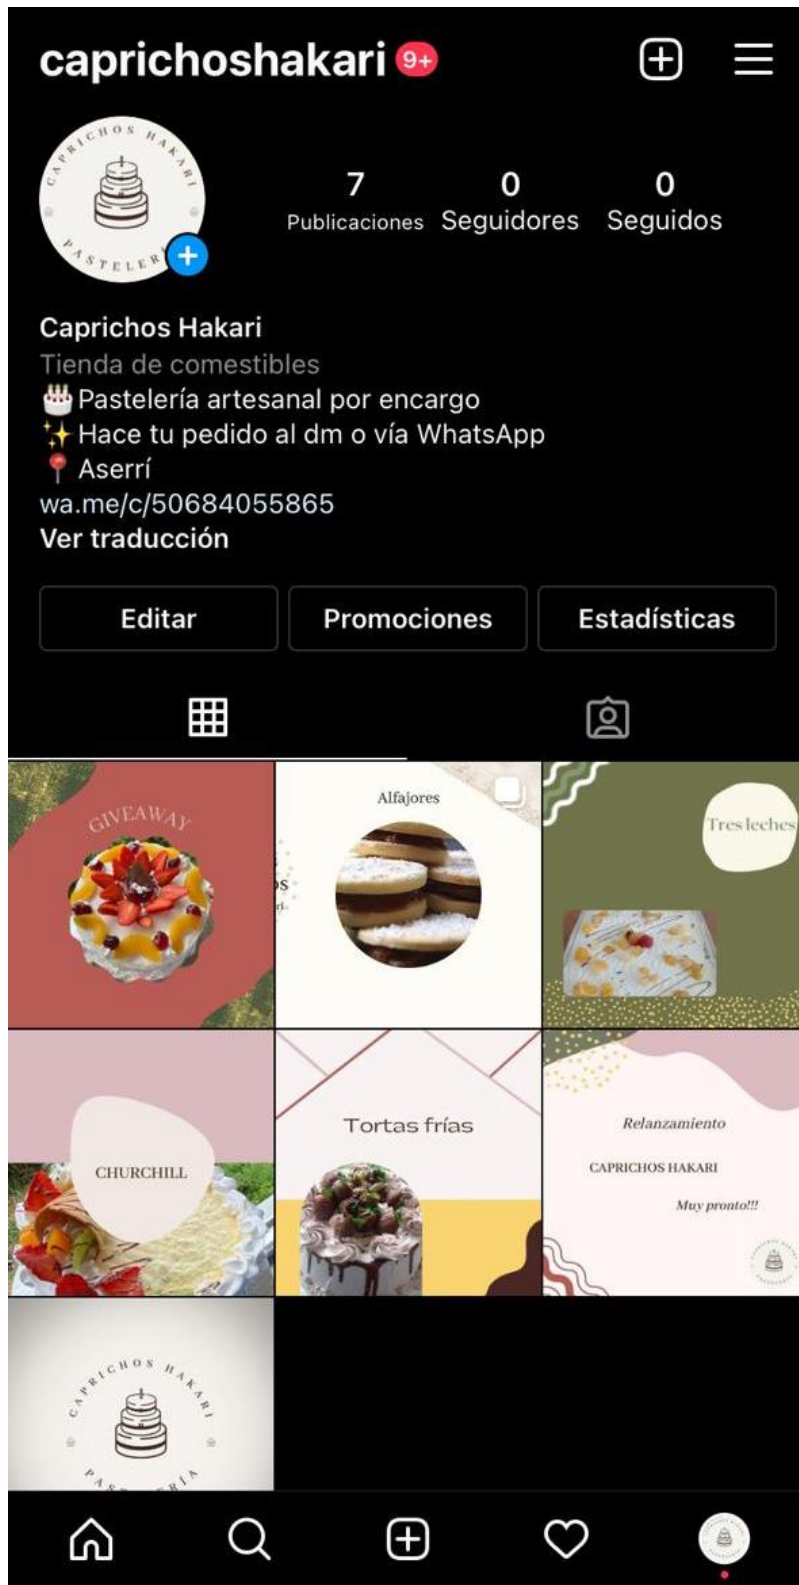 caprichoshakari 9+
CAPRICHOS HAKARI
PASTELERÍ
7 0 0
Publicaciones Seguidores Seguidos
Caprichos Hakari
Tienda de comestibles
Pastelería artesanal por encargo
Hace tu pedido al dm o vía WhatsApp
Aserrí
wa.me/c/50684055865
Ver traducción
Editar Promociones Estadísticas
GIVEAWAY
Alfajores
Tres leches
CHURCHILL
Tortas frías
Relanzamiento
CAPRICHOS HAKARI
Muy pronto!!!
CAPRICHOS HAKARI
PASTELERÍA